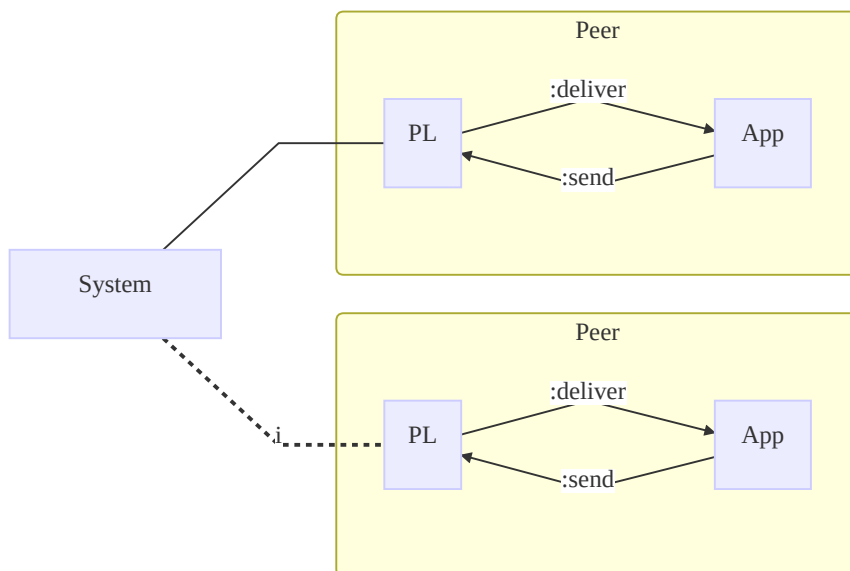 Peer
:deliver
PL
App
:send
System
Peer
:deliver
i
PL
App
:send